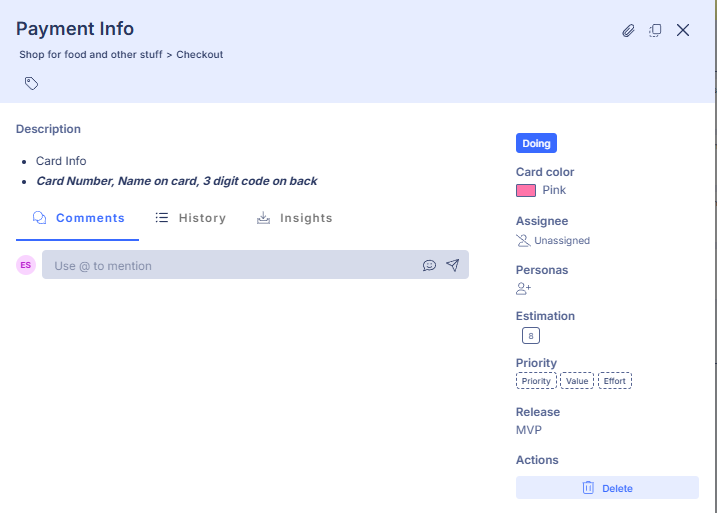 Payment Info
Shop for food and other stuff > Checkout
Description
Card Info
Card Number, Name on card, 3 digit code on back
Comments History Insights
ES Use @ to mention
Doing
Card color
Pink
Assignee
Unassigned
Personas
Estimation
8
Priority
Priority Value Effort
Release
MVP
Actions
Delete